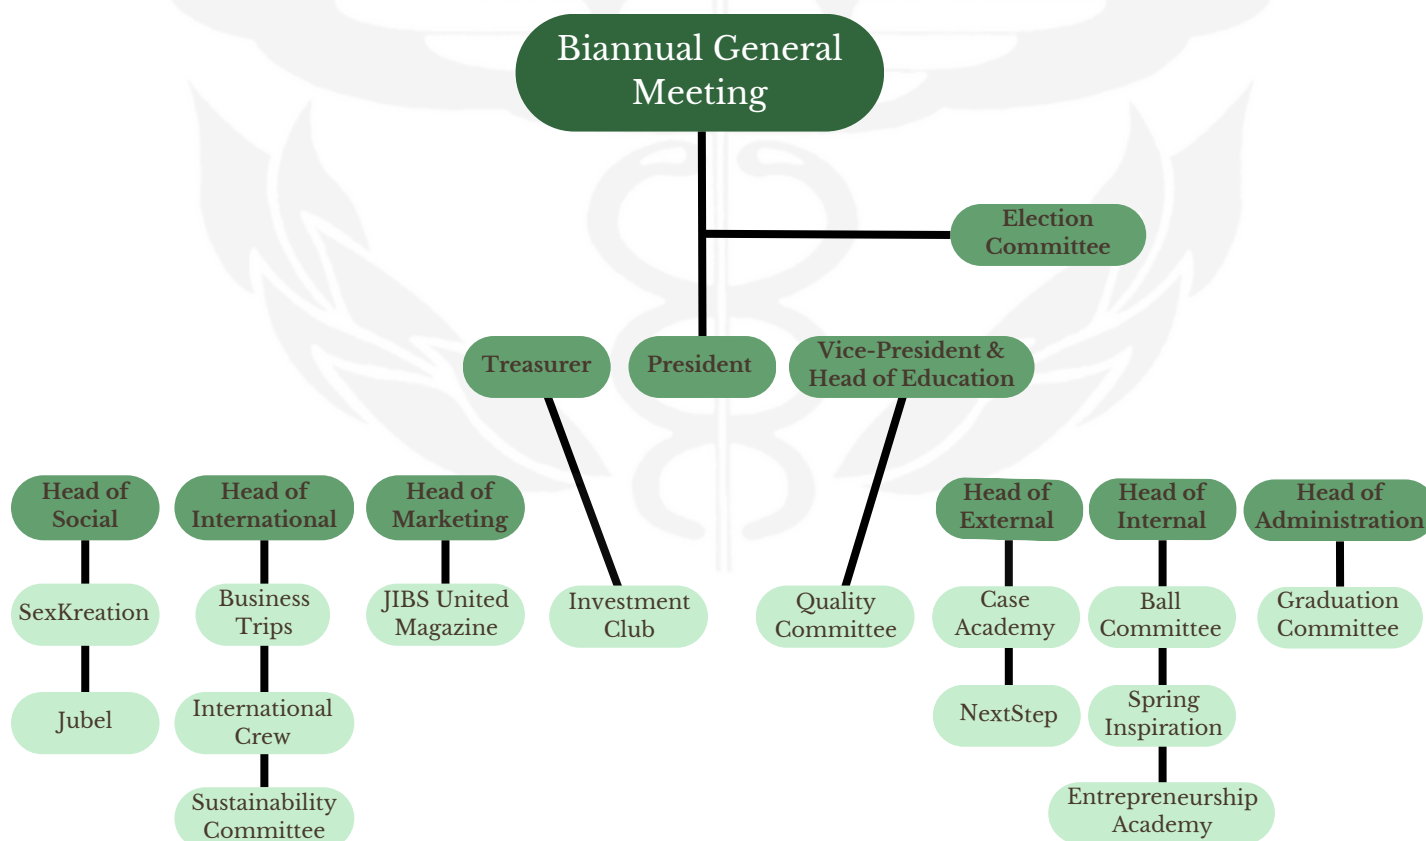 Biannual General
Meeting
Election
Committee
Treasurer
President
Vice-President &
Head of Education
Head of
Social
Head of
International
Head of
Marketing
Head of
External
Head of
Internal
Head of
Administration
SexKreation
Business
Trips
JIBS United
Magazine
Investment
Club
Quality
Committee
Case
Academy
Ball
Committee
Graduation
Committee
Jubel
International
Crew
NextStep
Spring
Inspiration
Sustainability
Committee
Entrepreneurship
Academy